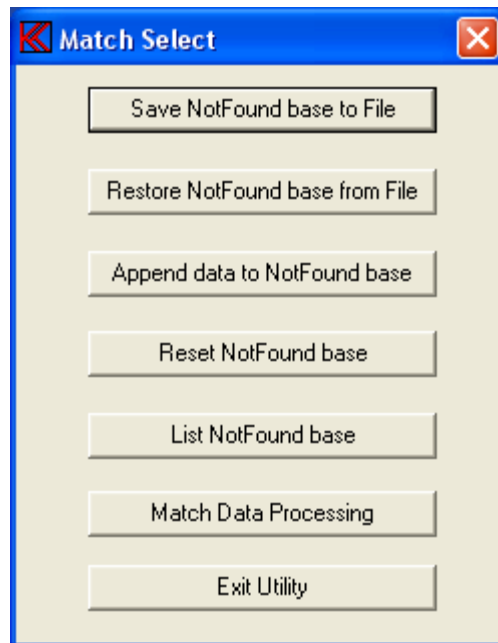 Match Select
Save NotFound base to File
Restore NotFound base from File
Append data to NotFound base
Reset NotFound base
List NotFound base
Match Data Processing
Exit Utility